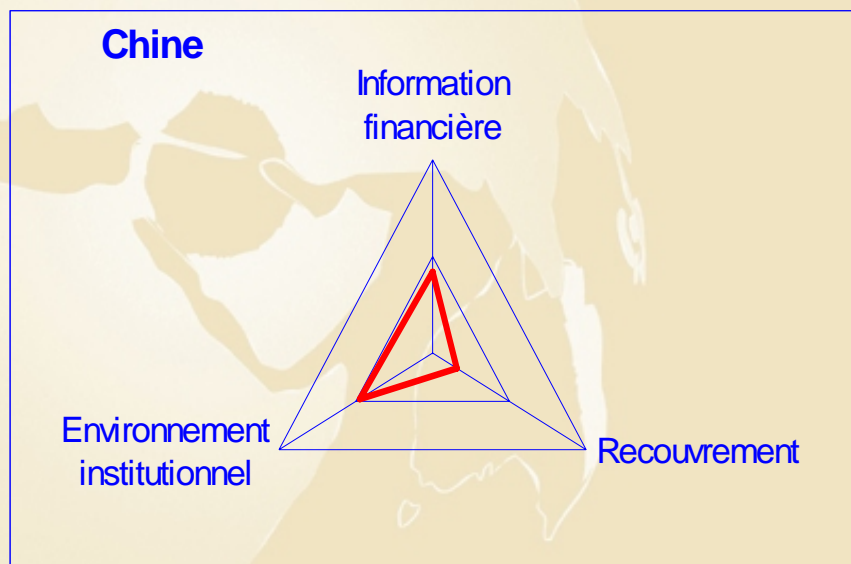 Chine
Information
financière
Environnement
institutionnel
Recouvrement